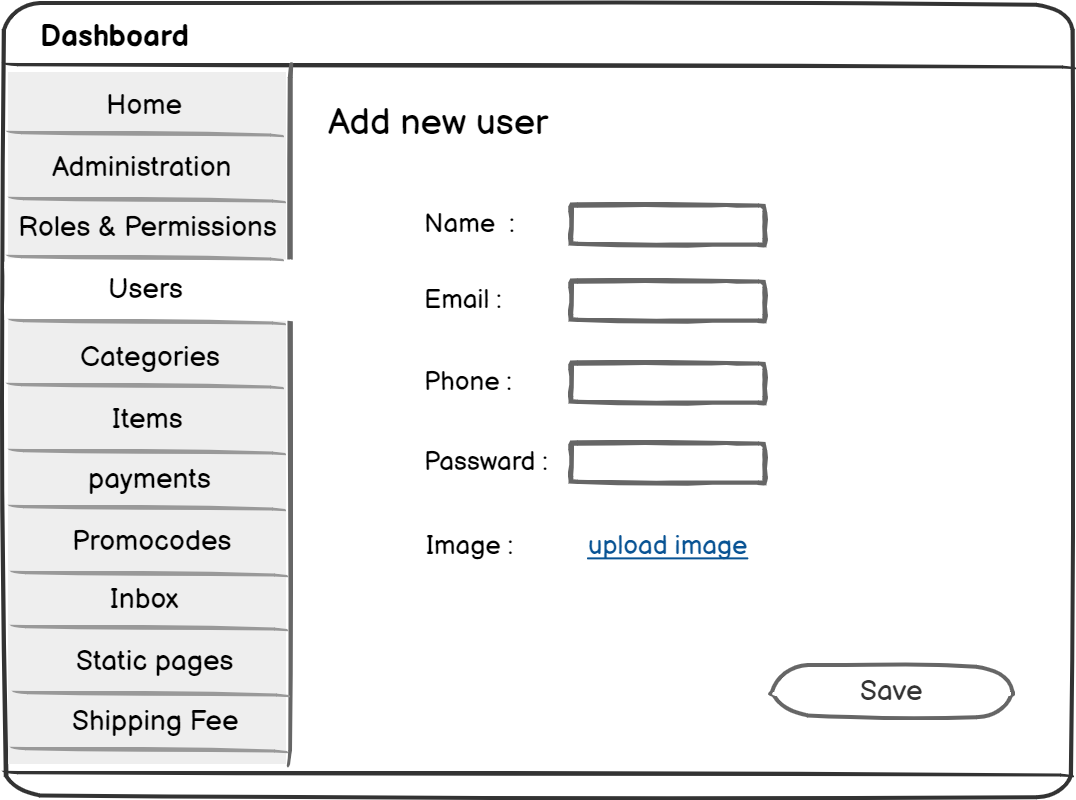 Dashboard
Home
Administration
Roles & Permissions
Users
Categories
Items
payments
Promocodes
Inbox
Static pages
Shipping Fee
Add new user
Name :
Email :
Phone :
Passward :
Image : upload image
Save